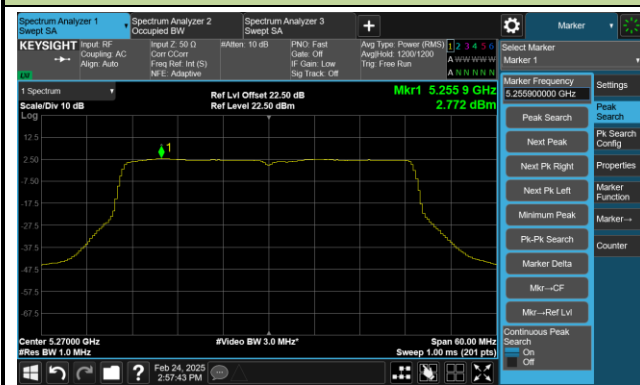 Spectrum Analyzer 1
Swept SA
Spectrum Analyzer 2
Occupied BW
Spectrum Analyzer 3
Swept SA
+
Marker
KEYSIGHT
Input: RF
Coupling: AC
Align: Auto
Input Z: 50 Ω
Corr CCorr
Freq Ref: Int (S)
NFE: Adaptive
#Atten: 10 dB
PNO: Fast
Gate: Off
IF Gain: Low
Sig Track: Off
Avg Type: Power (RMS)
Avg|Hold: 1200/1200
Trig: Free Run
1 2 3 4 5 6
A W W W W W
A N N N N N
Select Marker
Marker 1
1 Spectrum
Scale/Div 10 dB
Log
Ref Lvl Offset 22.50 dB
Ref Level 22.50 dBm
Mkr1 5.255 9 GHz
2.772 dBm
12.5
2.50
-7.50
-17.5
-27.5
-37.5
-47.5
-57.5
-67.5
1
Center 5.27000 GHz
#Res BW 1.0 MHz
#Video BW 3.0 MHz*
Span 60.00 MHz
Sweep 1.00 ms (201 pts)
Marker Frequency
5.255900000 GHz
Peak Search
Next Peak
Next Pk Right
Next Pk Left
Minimum Peak
Pk-Pk Search
Marker Delta
Mkr→CF
Mkr→Ref Lvl
Continuous Peak
Search
On
Off
Settings
Peak
Search
Pk Search
Config
Properties
Marker
Function
Marker→
Counter
Feb 24, 2025
2:57:43 PM